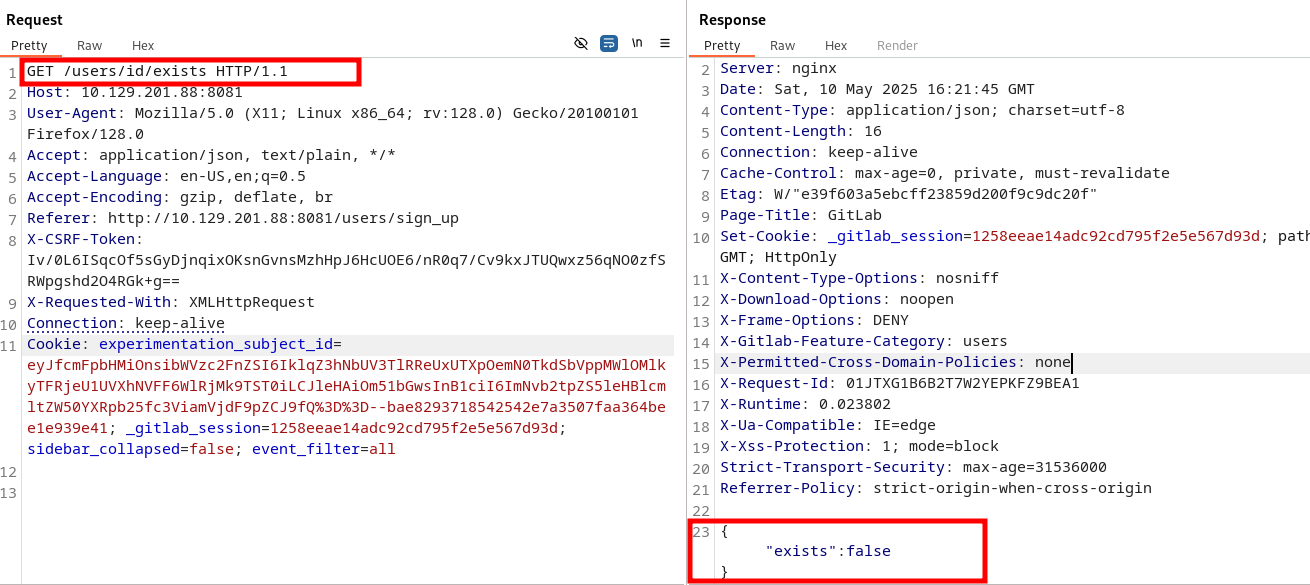 Request
Pretty Raw Hex
\n
1 GET /users/id/exists HTTP/1.1
2 Host: 10.129.201.88:8081
3 User-Agent: Mozilla/5.0 (X11; Linux x86_64; rv:128.0) Gecko/20100101
Firefox/128.0
4 Accept: application/json, text/plain, */*
5 Accept-Language: en-US,en;q=0.5
6 Accept-Encoding: gzip, deflate, br
7 Referer: http://10.129.201.88:8081/users/sign_up
8 X-CSRF-Token:
Iv/0L6ISqcOf5sGyDjnqixOKsnGvnsMzhHpJ6HcUOE6/nR0q7/Cv9kxJTUQwxz56qNO0zfS
RWpgshd2O4RGk+g==
9 X-Requested-With: XMLHttpRequest
10 Connection: keep-alive
11 Cookie: experimentation_subject_id=
eyJfcmFpbHMiOnsibWVzc2FnZSI6IklqZ3hNbUV3TlRReUxUTXpOemN0TkdSbVppMWlOMlk
yTFRjeU1UVXhNVFF6WlRjMk9TST0iLCJleHAiOm51bGwsInB1ciI6ImNvb2tpZS5leHBlcm
ltZW50YXRpb25fc3ViamVjdF9pZCJ9fQ%3D%3D--bae8293718542542e7a3507faa364be
e1e939e41; _gitlab_session=1258eeae14adc92cd795f2e5e567d93d;
sidebar_collapsed=false; event_filter=all
12
13
Response
Pretty Raw Hex Render
2 Server: nginx
3 Date: Sat, 10 May 2025 16:21:45 GMT
4 Content-Type: application/json; charset=utf-8
5 Content-Length: 16
6 Connection: keep-alive
7 Cache-Control: max-age=0, private, must-revalidate
8 Etag: W/"e39f603a5ebcff23859d200f9c9dc20f"
9 Page-Title: GitLab
10 Set-Cookie: _gitlab_session=1258eeae14adc92cd795f2e5e567d93d; path
GMT; HttpOnly
11 X-Content-Type-Options: nosniff
12 X-Download-Options: noopen
13 X-Frame-Options: DENY
14 X-Gitlab-Feature-Category: users
15 X-Permitted-Cross-Domain-Policies: none
16 X-Request-Id: 01JTXG1B6B2T7W2YEPKFZ9BEA1
17 X-Runtime: 0.023802
18 X-Ua-Compatible: IE=edge
19 X-Xss-Protection: 1; mode=block
20 Strict-Transport-Security: max-age=31536000
21 Referrer-Policy: strict-origin-when-cross-origin
22
23 {
"exists":false
}